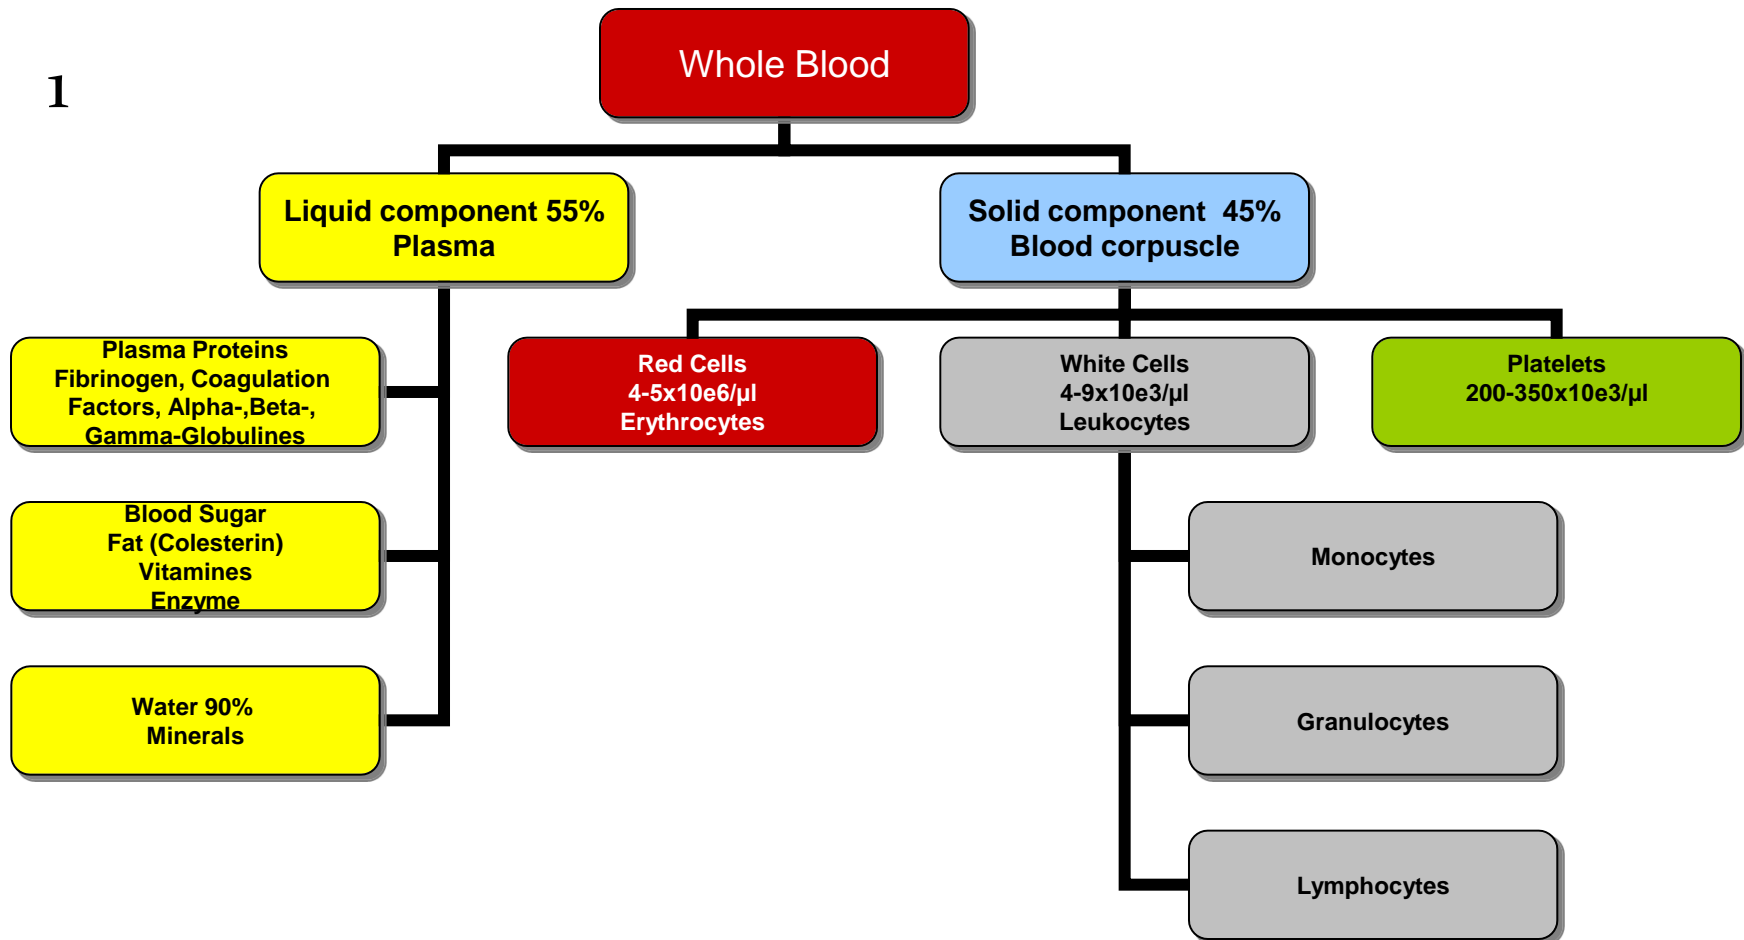 1
Whole Blood
Liquid component 55%
Plasma
Solid component 45%
Blood corpuscle
Plasma Proteins
Fibrinogen, Coagulation
Factors, Alpha-,Beta-,
Gamma-Globulines
Red Cells
4-5x10e6/µl
Erythrocytes
White Cells
4-9x10e3/µl
Leukocytes
Platelets
200-350x10e3/µl
Blood Sugar
Fat (Colesterin)
Vitamines
Enzyme
Monocytes
Water 90%
Minerals
Granulocytes
Lymphocytes